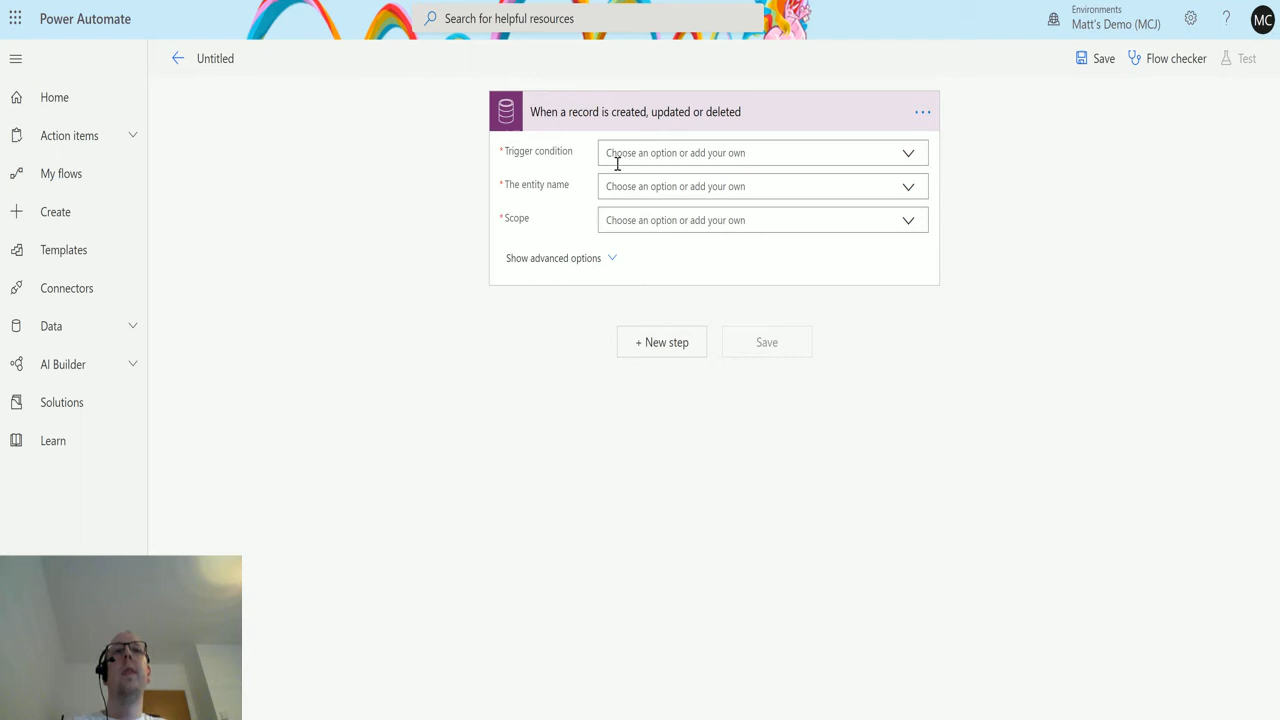 Power Automate
Search for helpful resources
Environments
Matt's Demo (MCJ)
?
MC
Untitled
Save
Flow checker
Test
Home
Action items
My flows
Create
Templates
Connectors
Data
AI Builder
Solutions
Learn
When a record is created, updated or deleted
...
* Trigger condition
Choose an option or add your own
* The entity name
Choose an option or add your own
* Scope
Choose an option or add your own
Show advanced options
+ New step
Save